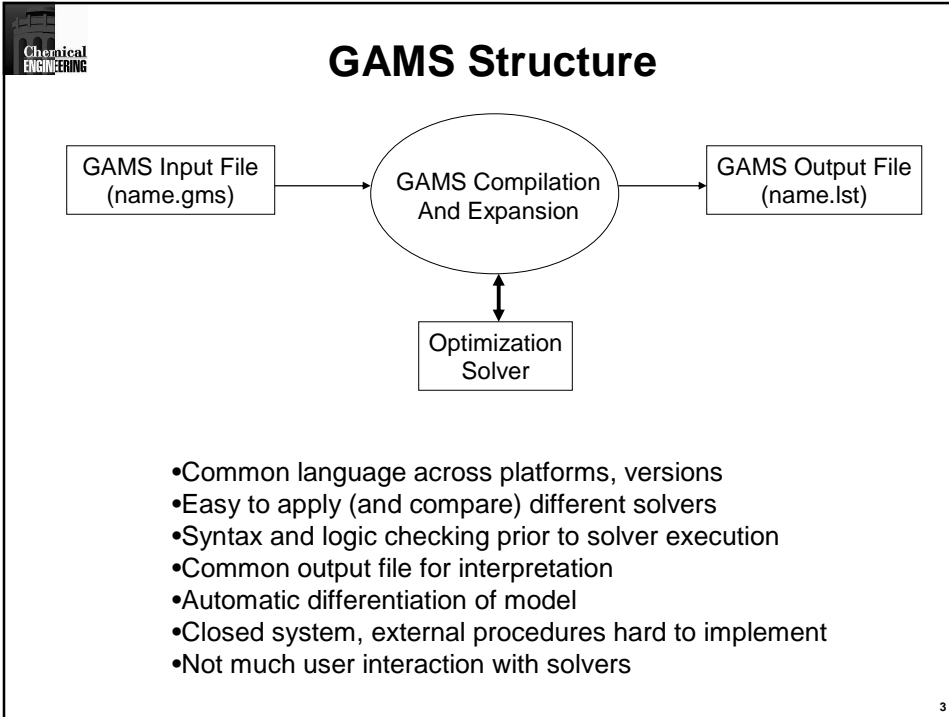 Chemical
ENGINEERING
GAMS Structure
GAMS Input File
(name.gms)
GAMS Compilation
And Expansion
GAMS Output File
(name.lst)
Optimization
Solver
•Common language across platforms, versions
•Easy to apply (and compare) different solvers
•Syntax and logic checking prior to solver execution
•Common output file for interpretation
•Automatic differentiation of model
•Closed system, external procedures hard to implement
•Not much user interaction with solvers
3